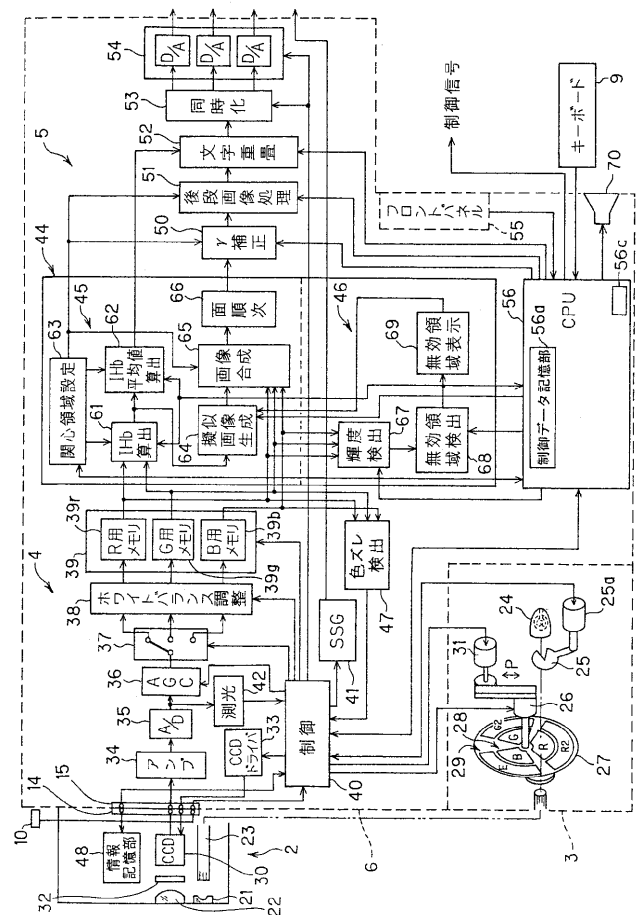 10
14
15
4
48
情報記憶部
CCD
30
32
22
21
23
2
6
34
アンプ
35
A/D
36
AGC
37
38
ホワイトバランス調整
39
39r
R用メモリ
G用メモリ
39g
B用メモリ
39b
42
測光
33
CCDドライバ
40
制御
41
SSG
47
色ズレ検出
44
45
63
関心領域設定
61
IHb算出
62
IHb平均値算出
64
擬似画像生成
65
画像合成
66
面順次
46
67
輝度検出
68
無効領域検出
69
無効領域表示
5
50
γ補正
51
後段画像処理
52
文字重畳
53
同時化
54
D/A
D/A
D/A
55
フロントパネル
56
56a
制御データ記憶部
CPU
56c
制御信号
キーボード
9
70
3
31
P
24
25
25a
26
27
28
29
G2
G
E
B
R
R2